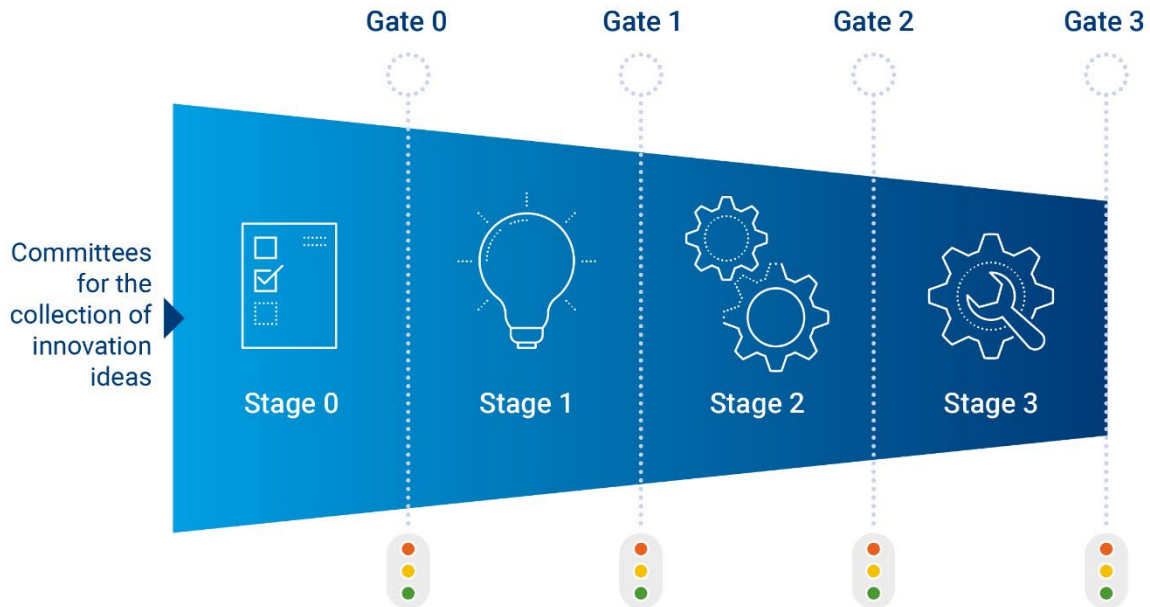 Gate 0
Gate 1
Gate 2
Gate 3
Committees
for the
collection of
innovation
ideas
Stage 0
Stage 1
Stage 2
Stage 3